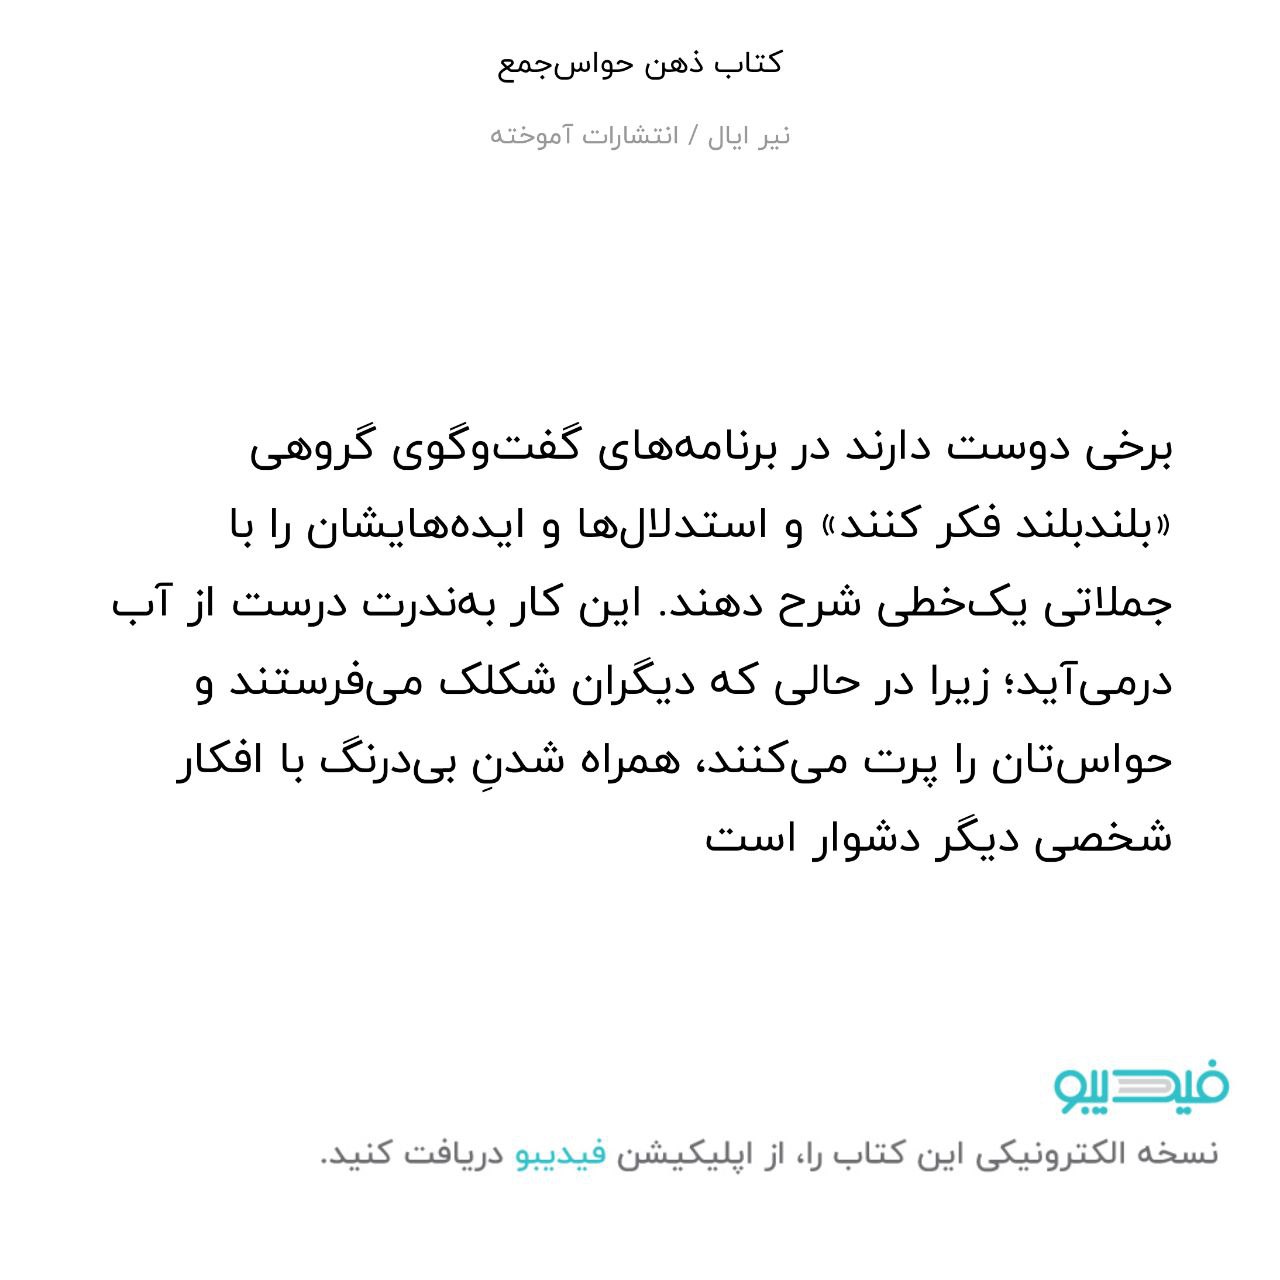 کتاب ذهن حواس‌جمع
نیر ایال / انتشارات آموخته
برخی دوست دارند در برنامه‌های گفت‌وگوی گروهی
«بلندبلند فکر کنند» و استدلال‌ها و ایده‌هایشان را با
جملاتی یک‌خطی شرح دهند. این کار به‌ندرت درست از آب
درمی‌آید؛ زیرا در حالی که دیگران شکلک می‌فرستند و
حواس‌تان را پرت می‌کنند، همراه شدنِ بی‌درنگ با افکار
شخصی دیگر دشوار است
فیدیبو
نسخه الکترونیکی این کتاب را، از اپلیکیشن فیدیبو دریافت کنید.